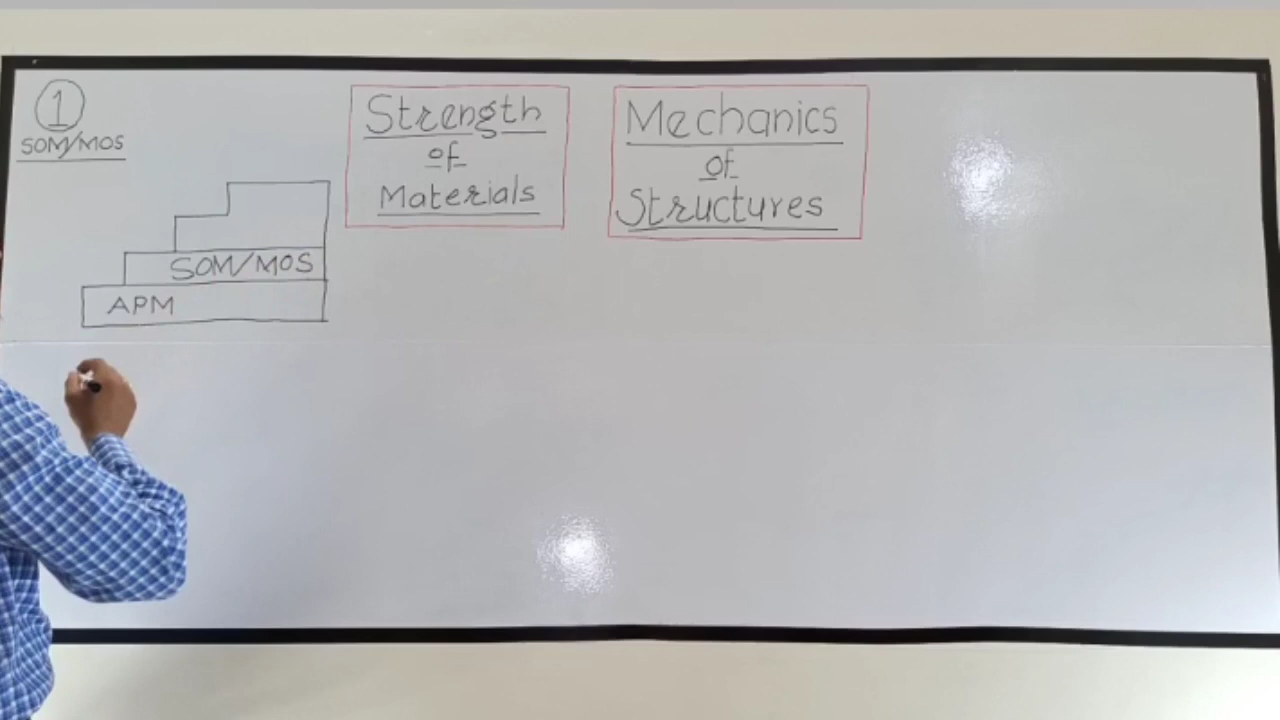 1
SOM/MOS
Strength
of
Materials
Mechanics
of
Structures
SOM/MOS
APM